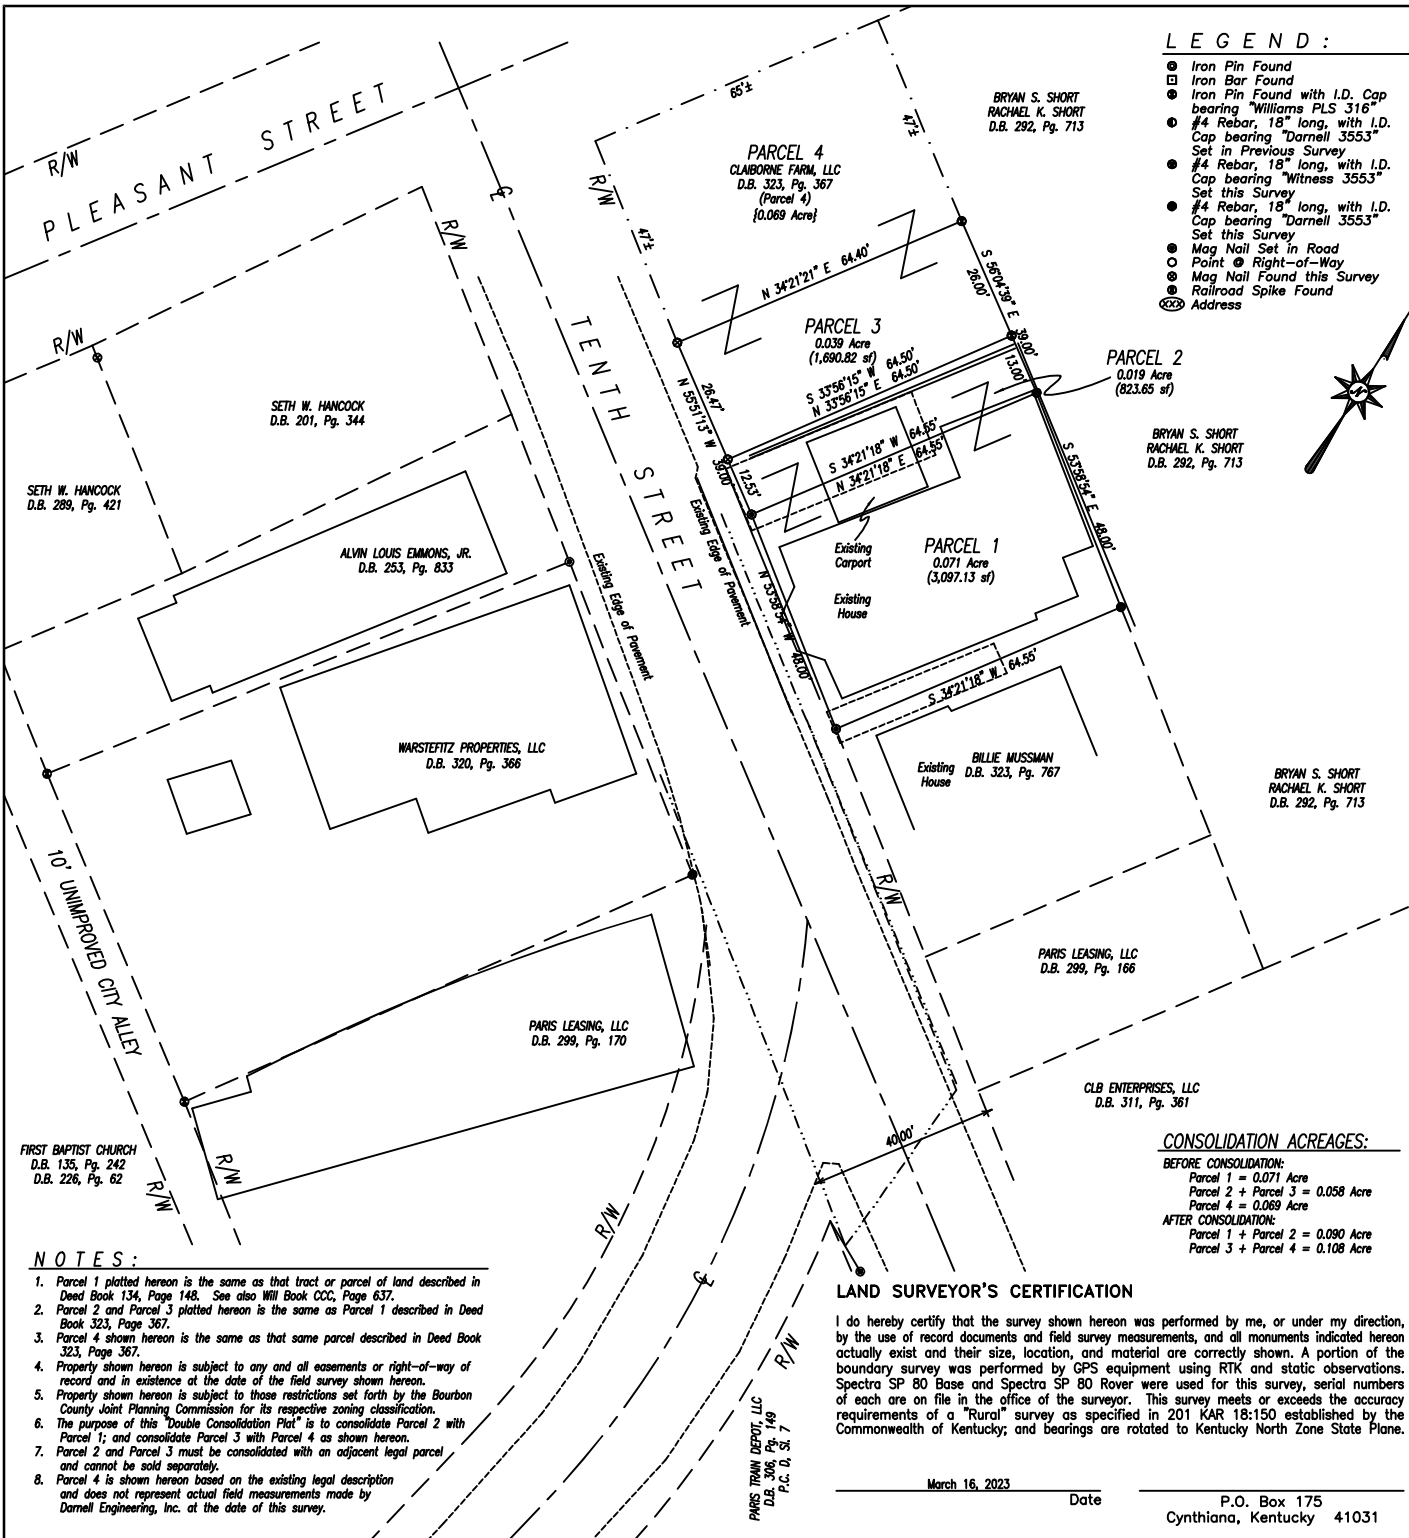 LEGEND:
Iron Pin Found
Iron Bar Found
Iron Pin Found with I.D. Cap
bearing "Williams PLS 316"
#4 Rebar, 18" long, with I.D.
Cap bearing "Darnell 3553"
Set in Previous Survey
#4 Rebar, 18" long, with I.D.
Cap bearing "Witness 3553"
Set this Survey
#4 Rebar, 18" long, with I.D.
Cap bearing "Darnell 3553"
Set this Survey
Mag Nail Set in Road
Point @ Right-of-Way
Mag Nail Found this Survey
Railroad Spike Found
XXX Address
N
PLEASANT STREET
R/W
R/W
R/W
R/W
TENTH STREET
65'±
47'±
47'±
BRYAN S. SHORT
RACHAEL K. SHORT
D.B. 292, Pg. 713
PARCEL 4
CLAIBORNE FARM, LLC
D.B. 323, Pg. 367
(Parcel 4)
{0.069 Acre}
N 34°21'21" E 64.40'
S 56°04'39" E 39.00'
26.00'
13.00'
PARCEL 3
0.039 Acre
(1,690.82 sf)
S 33°56'15" W 64.50'
N 33°56'15" E 64.50'
26.47'
N 55°51'13" W 39.00'
12.53'
PARCEL 2
0.019 Acre
(823.65 sf)
S 34°21'18" W 64.55'
N 34°21'18" E 64.55'
BRYAN S. SHORT
RACHAEL K. SHORT
D.B. 292, Pg. 713
S 53°58'54" E 48.00'
Existing
Carport
Existing
House
PARCEL 1
0.071 Acre
(3,097.13 sf)
N 53°58'54" W 48.00'
S 34°21'18" W 64.55'
Existing Edge of Pavement
Existing Edge of Pavement
SETH W. HANCOCK
D.B. 201, Pg. 344
SETH W. HANCOCK
D.B. 289, Pg. 421
ALVIN LOUIS EMMONS, JR.
D.B. 253, Pg. 833
WARSTEFITZ PROPERTIES, LLC
D.B. 320, Pg. 366
Existing
House
BILLIE MUSSMAN
D.B. 323, Pg. 767
BRYAN S. SHORT
RACHAEL K. SHORT
D.B. 292, Pg. 713
10' UNIMPROVED CITY ALLEY
R/W
PARIS LEASING, LLC
D.B. 299, Pg. 166
PARIS LEASING, LLC
D.B. 299, Pg. 170
CLB ENTERPRISES, LLC
D.B. 311, Pg. 361
40.00'
FIRST BAPTIST CHURCH
D.B. 135, Pg. 242
D.B. 226, Pg. 62
R/W
R/W
R/W
R/W
PARIS TRAIN DEPOT, LLC
D.B. 306, Pg. 149
P.C. D, Sl. 7
CONSOLIDATION ACREAGES:
BEFORE CONSOLIDATION:
Parcel 1 = 0.071 Acre
Parcel 2 + Parcel 3 = 0.058 Acre
Parcel 4 = 0.069 Acre
AFTER CONSOLIDATION:
Parcel 1 + Parcel 2 = 0.090 Acre
Parcel 3 + Parcel 4 = 0.108 Acre
NOTES:
1. Parcel 1 platted hereon is the same as that tract or parcel of land described in
Deed Book 134, Page 148. See also Will Book CCC, Page 637.
2. Parcel 2 and Parcel 3 platted hereon is the same as Parcel 1 described in Deed
Book 323, Page 367.
3. Parcel 4 shown hereon is the same as that same parcel described in Deed Book
323, Page 367.
4. Property shown hereon is subject to any and all easements or right-of-way of
record and in existence at the date of the field survey shown hereon.
5. Property shown hereon is subject to those restrictions set forth by the Bourbon
County Joint Planning Commission for its respective zoning classification.
6. The purpose of this "Double Consolidation Plat" is to consolidate Parcel 2 with
Parcel 1; and consolidate Parcel 3 with Parcel 4 as shown hereon.
7. Parcel 2 and Parcel 3 must be consolidated with an adjacent legal parcel
and cannot be sold separately.
8. Parcel 4 is shown hereon based on the existing legal description
and does not represent actual field measurements made by
Darnell Engineering, Inc. at the date of this survey.
LAND SURVEYOR'S CERTIFICATION
I do hereby certify that the survey shown hereon was performed by me, or under my direction,
by the use of record documents and field survey measurements, and all monuments indicated hereon
actually exist and their size, location, and material are correctly shown. A portion of the
boundary survey was performed by GPS equipment using RTK and static observations.
Spectra SP 80 Base and Spectra SP 80 Rover were used for this survey, serial numbers
of each are on file in the office of the surveyor. This survey meets or exceeds the accuracy
requirements of a "Rural" survey as specified in 201 KAR 18:150 established by the
Commonwealth of Kentucky; and bearings are rotated to Kentucky North Zone State Plane.
March 16, 2023
Date
P.O. Box 175
Cynthiana, Kentucky 41031